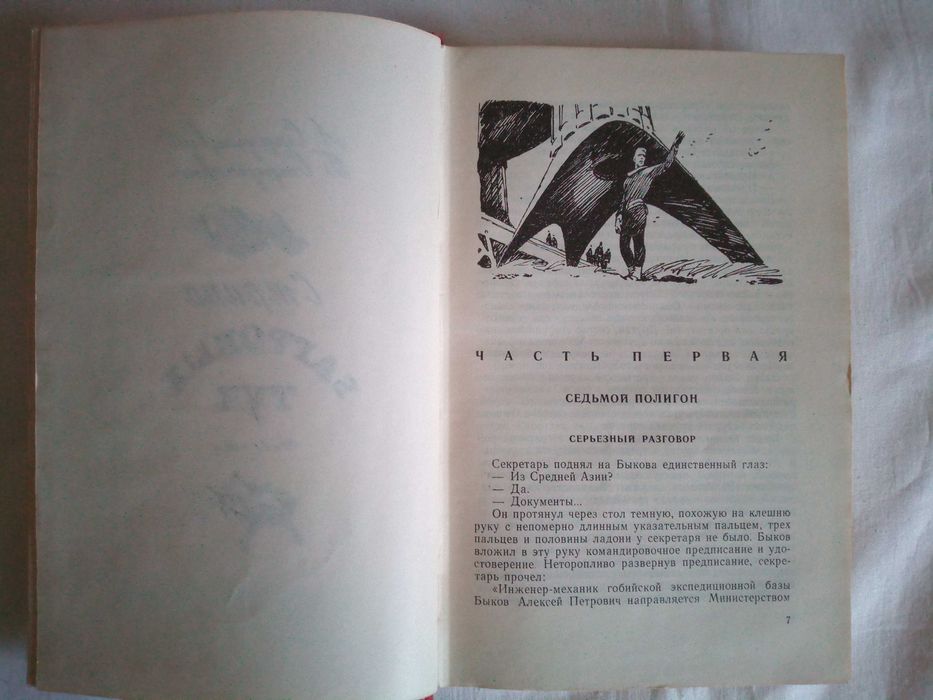 ЧАСТЬ ПЕРВАЯ
СЕДЬМОЙ ПОЛИГОН
СЕРЬЕЗНЫЙ РАЗГОВОР
Секретарь поднял на Быкова единственный глаз:
— Из Средней Азии?
— Да.
— Документы...
Он протянул через стол темную, похожую на клешню
руку с непомерно длинным указательным пальцем, трех
пальцев и половины ладони у секретаря не было. Быков
вложил в эту руку командировочное предписание и удо-
стоверение. Неторопливо развернув предписание, секре-
тарь прочел:
«Инженер-механик гобийской экспедиционной базы
Быков Алексей Петрович направляется Министерством
7